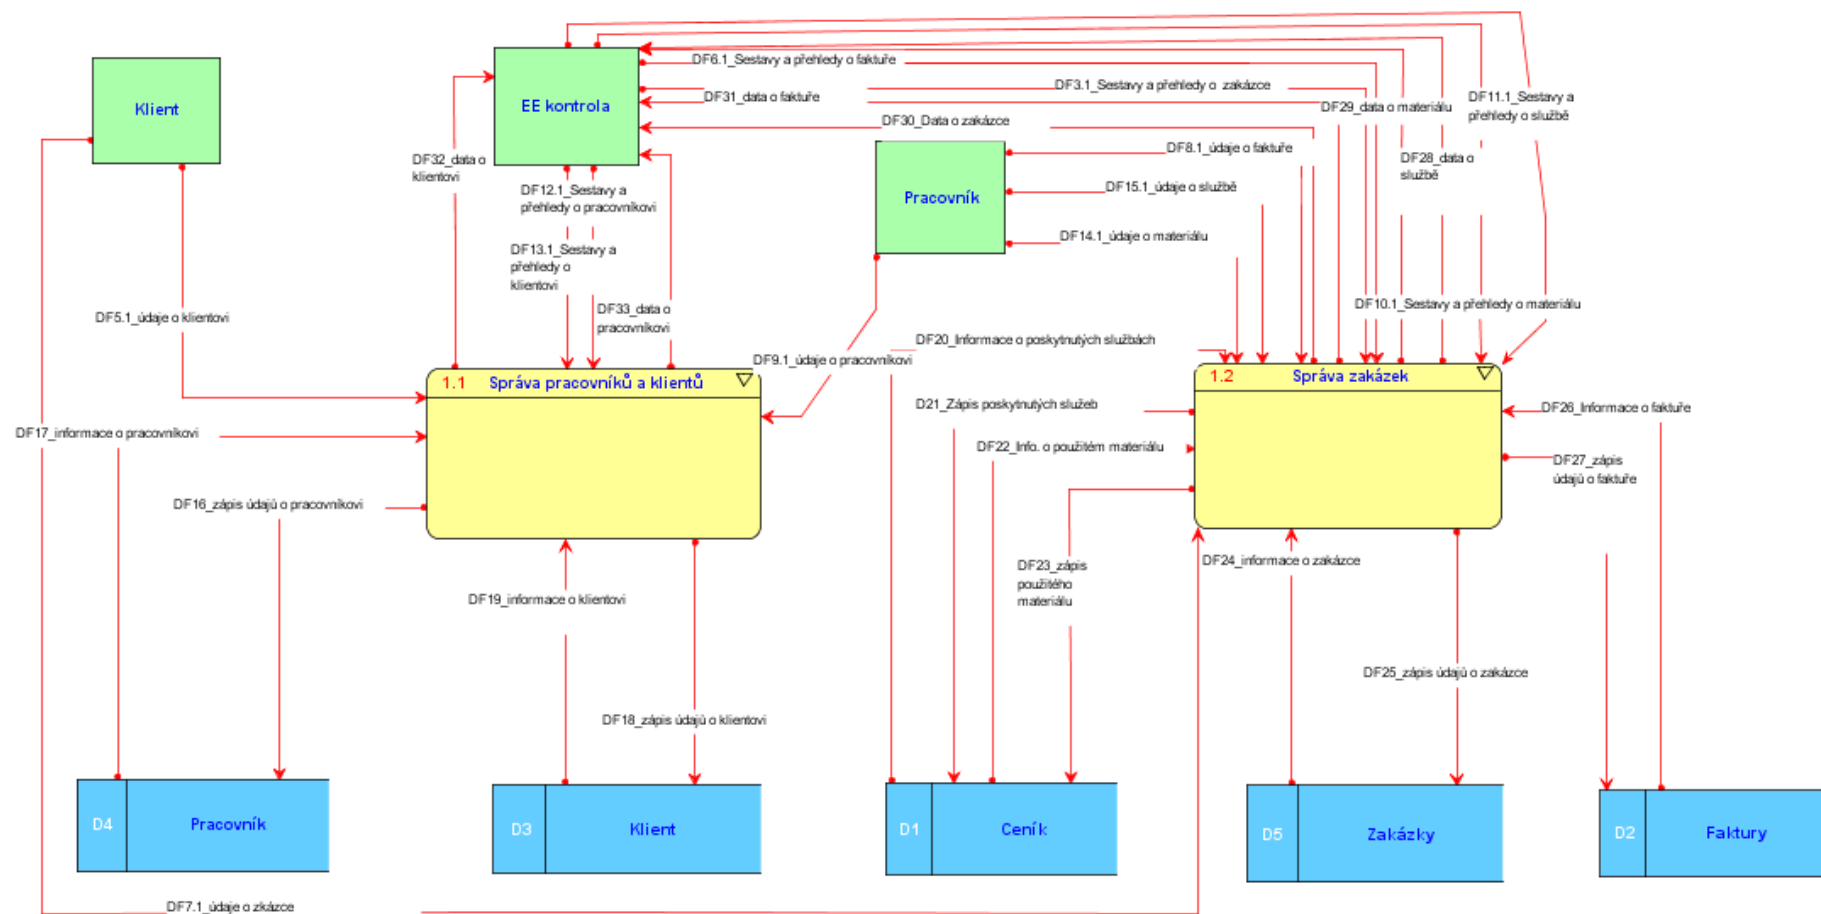 DF6.1_Sestavy a přehledy o faktuře
DF3.1_Sestavy a přehledy o zakázce
DF11.1_Sestavy a
přehledy o službě
Klient
EE kontrola
DF31_data o faktuře
DF29_data o materiálu
DF30_Data o zakázce
DF32_data o
klientovi
DF8.1_údaje o faktuře
DF28_data o
službě
DF12.1_Sestavy a
přehledy o pracovníkovi
Pracovník
DF15.1_údaje o službě
DF14.1_údaje o materiálu
DF13.1_Sestavy a
přehledy o
klientovi
DF33_data o
pracovníkovi
DF10.1_Sestavy a přehledy o materiálu
DF5.1_údaje o klientovi
DF20_Informace o poskytnutých službách
DF9.1_údaje o pracovníkovi
1.1 Správa pracovníků a klientů
1.2 Správa zakázek
D21_Zápis poskytnutých služeb
DF26_Informace o faktuře
DF17_informace o pracovníkovi
DF22_Info. o použitém materiálu
DF27_zápis
údajů o faktuře
DF16_zápis údajů o pracovníkovi
DF23_zápis
použitého
materiálu
DF24_informace o zakázce
DF19_informace o klientovi
DF25_zápis údajů o zakázce
DF18_zápis údajů o klientovi
D4 Pracovník
D3 Klient
D1 Ceník
D5 Zakázky
D2 Faktury
DF7.1_údaje o zkázce